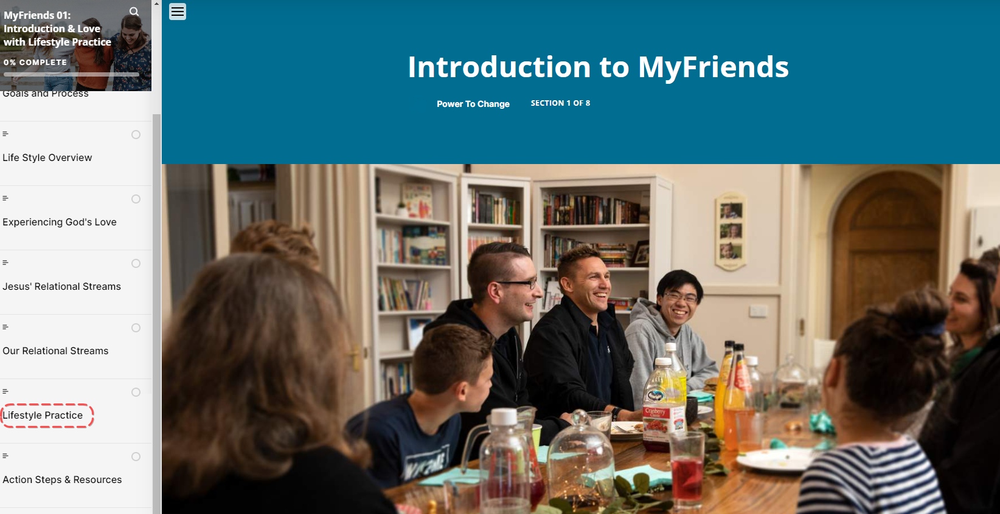 MyFriends 01:
Introduction & Love
with Lifestyle Practice
0% COMPLETE
Goals and Process
Life Style Overview
Experiencing God's Love
Jesus' Relational Streams
Our Relational Streams
Lifestyle Practice
Action Steps & Resources
Introduction to MyFriends
Power To Change
SECTION 1 OF 8
Cranberry
Classic